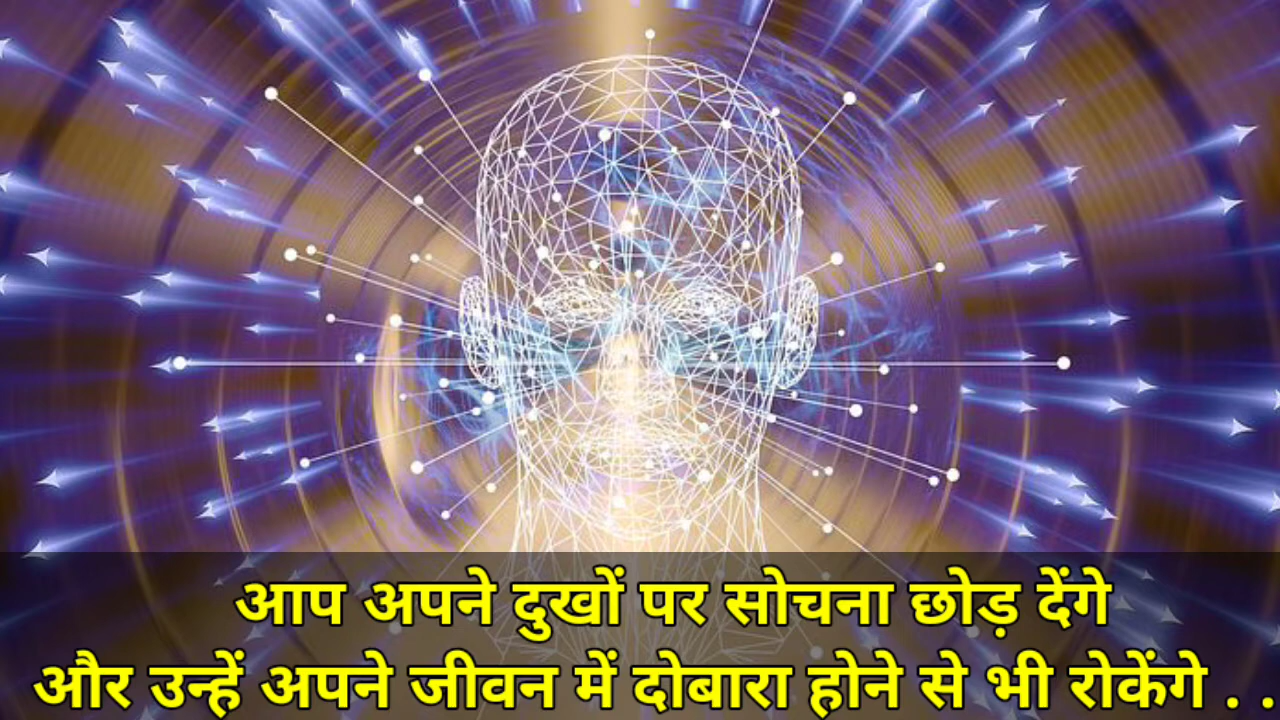 आप अपने दुखों पर सोचना छोड़ देंगे
और उन्हें अपने जीवन में दोबारा होने से भी रोकेंगे . .